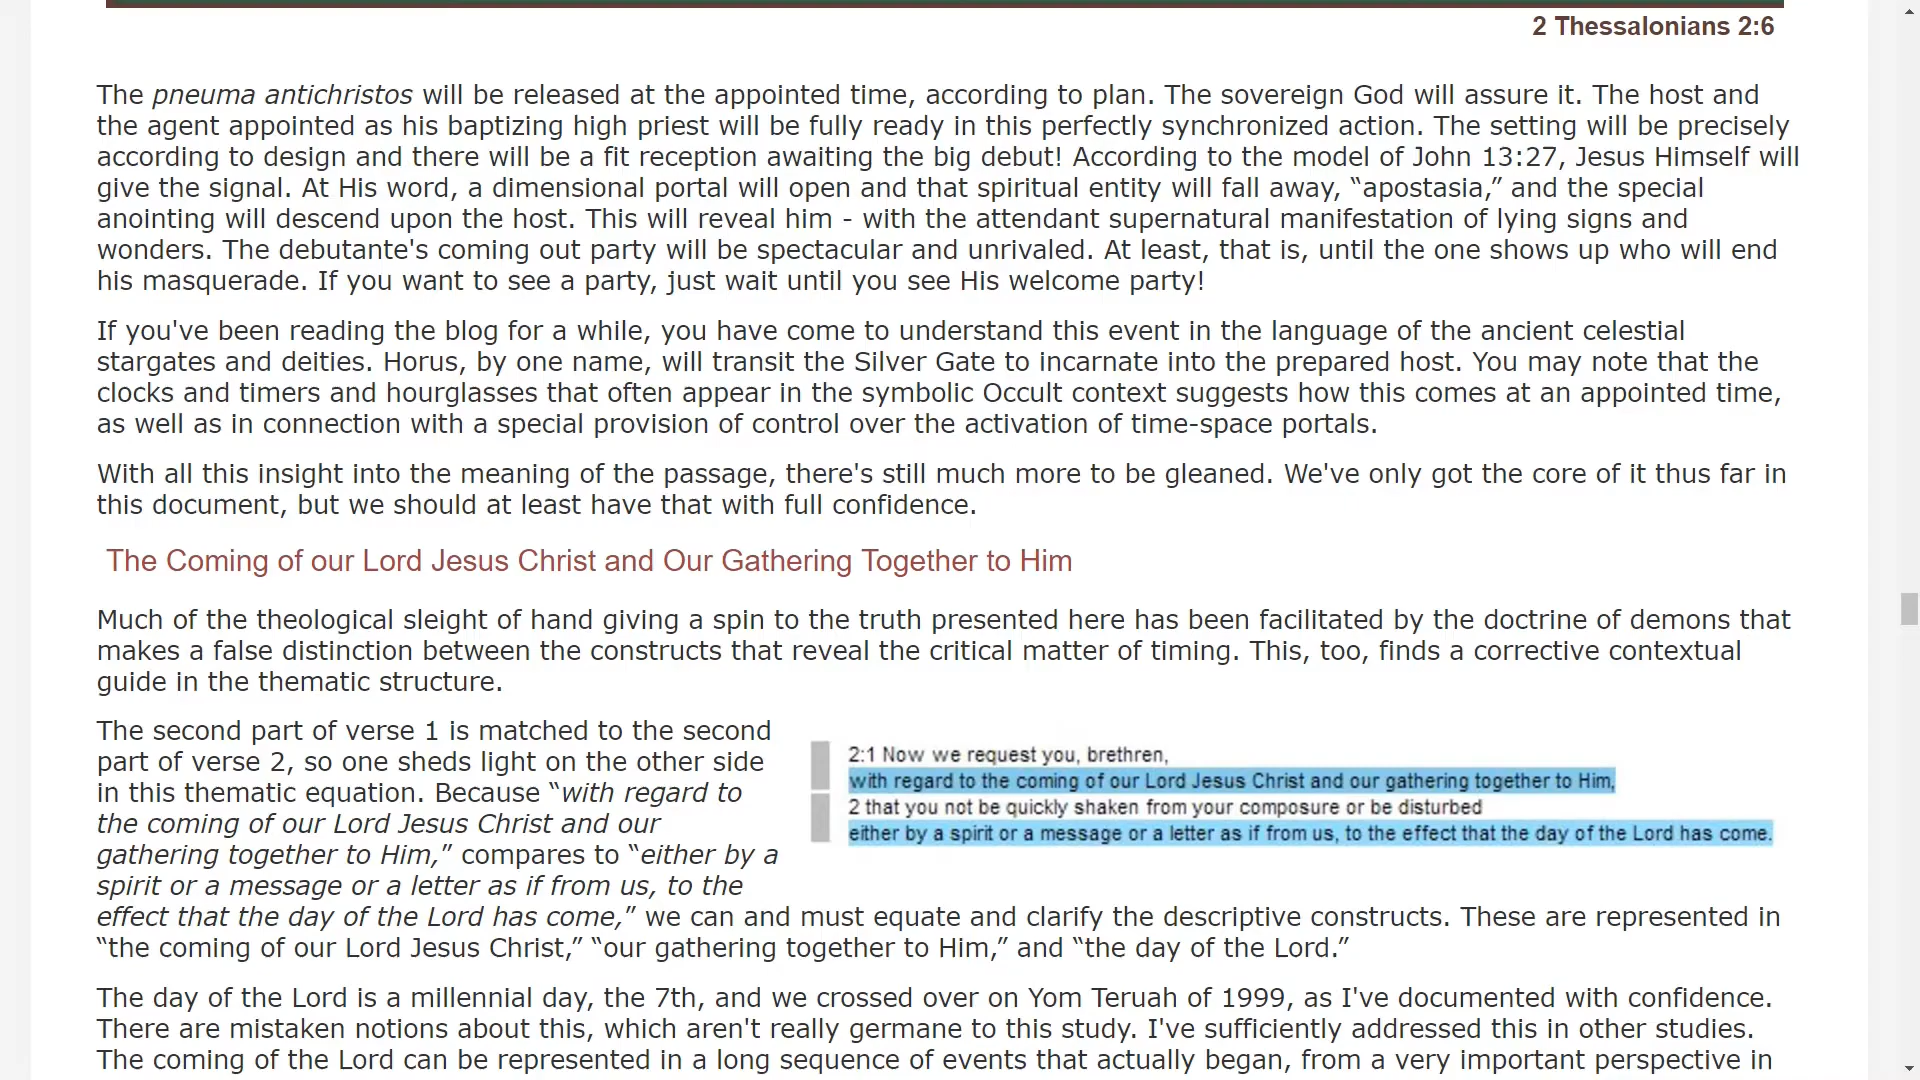 2 Thessalonians 2:6
The pneuma antichristos will be released at the appointed time, according to plan. The sovereign God will assure it. The host and
the agent appointed as his baptizing high priest will be fully ready in this perfectly synchronized action. The setting will be precisely
according to design and there will be a fit reception awaiting the big debut! According to the model of John 13:27, Jesus Himself will
give the signal. At His word, a dimensional portal will open and that spiritual entity will fall away, “apostasia,” and the special
anointing will descend upon the host. This will reveal him - with the attendant supernatural manifestation of lying signs and
wonders. The debutante's coming out party will be spectacular and unrivaled. At least, that is, until the one shows up who will end
his masquerade. If you want to see a party, just wait until you see His welcome party!
If you've been reading the blog for a while, you have come to understand this event in the language of the ancient celestial
stargates and deities. Horus, by one name, will transit the Silver Gate to incarnate into the prepared host. You may note that the
clocks and timers and hourglasses that often appear in the symbolic Occult context suggests how this comes at an appointed time,
as well as in connection with a special provision of control over the activation of time-space portals.
With all this insight into the meaning of the passage, there's still much more to be gleaned. We've only got the core of it thus far in
this document, but we should at least have that with full confidence.
The Coming of our Lord Jesus Christ and Our Gathering Together to Him
Much of the theological sleight of hand giving a spin to the truth presented here has been facilitated by the doctrine of demons that
makes a false distinction between the constructs that reveal the critical matter of timing. This, too, finds a corrective contextual
guide in the thematic structure.
The second part of verse 1 is matched to the second
part of verse 2, so one sheds light on the other side
in this thematic equation. Because “with regard to
the coming of our Lord Jesus Christ and our
gathering together to Him,” compares to “either by a
spirit or a message or a letter as if from us, to the
effect that the day of the Lord has come,” we can and must equate and clarify the descriptive constructs. These are represented in
“the coming of our Lord Jesus Christ,” “our gathering together to Him,” and “the day of the Lord.”
2:1 Now we request you, brethren,
with regard to the coming of our Lord Jesus Christ and our gathering together to Him,
2 that you not be quickly shaken from your composure or be disturbed
either by a spirit or a message or a letter as if from us, to the effect that the day of the Lord has come.
The day of the Lord is a millennial day, the 7th, and we crossed over on Yom Teruah of 1999, as I've documented with confidence.
There are mistaken notions about this, which aren't really germane to this study. I've sufficiently addressed this in other studies.
The coming of the Lord can be represented in a long sequence of events that actually began, from a very important perspective in